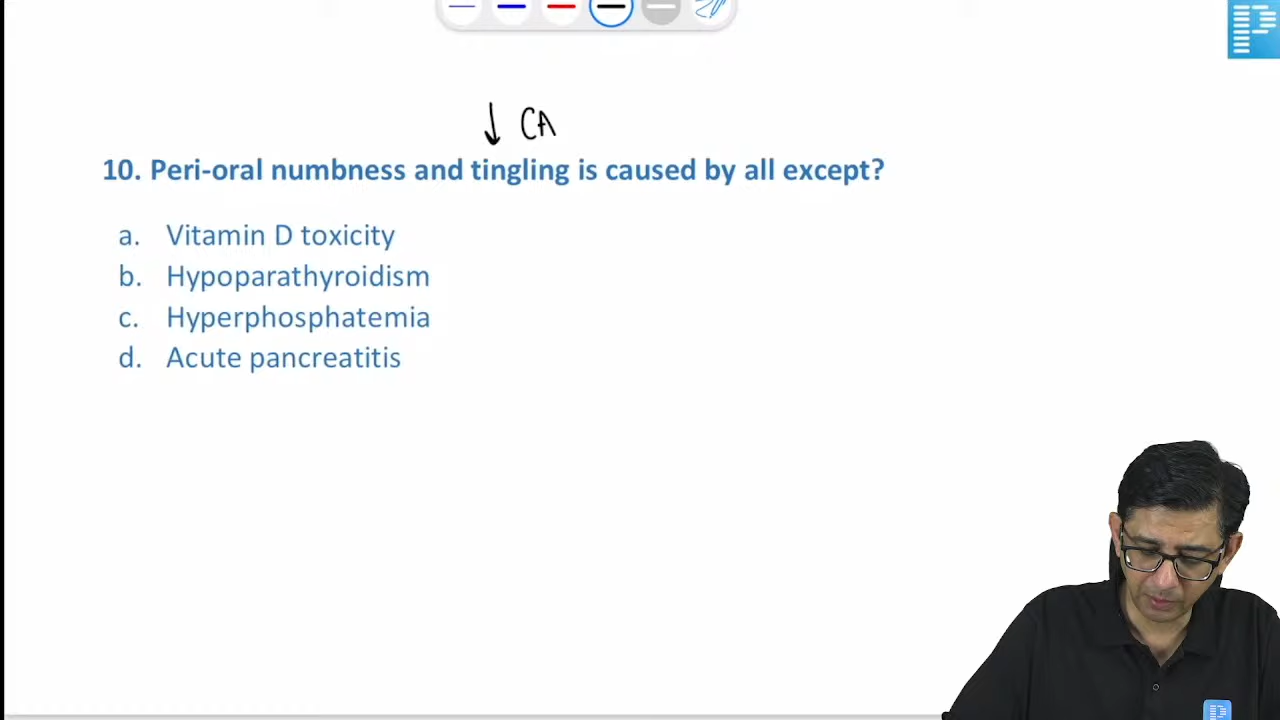 ↓ CA
10. Peri-oral numbness and tingling is caused by all except?
a. Vitamin D toxicity
b. Hypoparathyroidism
c. Hyperphosphatemia
d. Acute pancreatitis